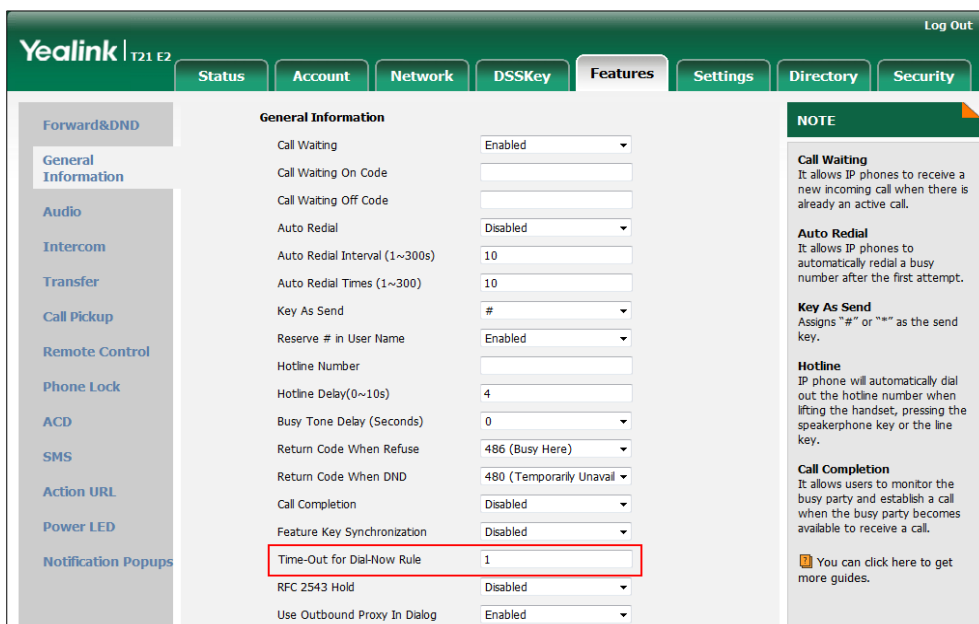 Log Out
Yealink T21 E2
Status Account Network DSSKey Features Settings Directory Security
Forward&DND
General
Information
Audio
Intercom
Transfer
Call Pickup
Remote Control
Phone Lock
ACD
SMS
Action URL
Power LED
Notification Popups
General Information
Call Waiting Enabled
Call Waiting On Code
Call Waiting Off Code
Auto Redial Disabled
Auto Redial Interval (1~300s) 10
Auto Redial Times (1~300) 10
Key As Send #
Reserve # in User Name Enabled
Hotline Number
Hotline Delay(0~10s) 4
Busy Tone Delay (Seconds) 0
Return Code When Refuse 486 (Busy Here)
Return Code When DND 480 (Temporarily Unavail
Call Completion Disabled
Feature Key Synchronization Disabled
Time-Out for Dial-Now Rule 1
RFC 2543 Hold Disabled
Use Outbound Proxy In Dialog Enabled
NOTE
Call Waiting
It allows IP phones to receive a
new incoming call when there is
already an active call.
Auto Redial
It allows IP phones to
automatically redial a busy
number after the first attempt.
Key As Send
Assigns "#" or "*" as the send
key.
Hotline
IP phone will automatically dial
out the hotline number when
lifting the handset, pressing the
speakerphone key or the line
key.
Call Completion
It allows users to monitor the
busy party and establish a call
when the busy party becomes
available to receive a call.
? You can click here to get
more guides.